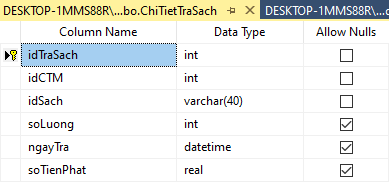 DESKTOP-1MMS88R\...bo.ChiTietTraSach DESKTOP-1MMS88R\...
Column Name Data Type Allow Nulls
idTraSach int
idCTM int
idSach varchar(40)
soLuong int
ngayTra datetime
soTienPhat real